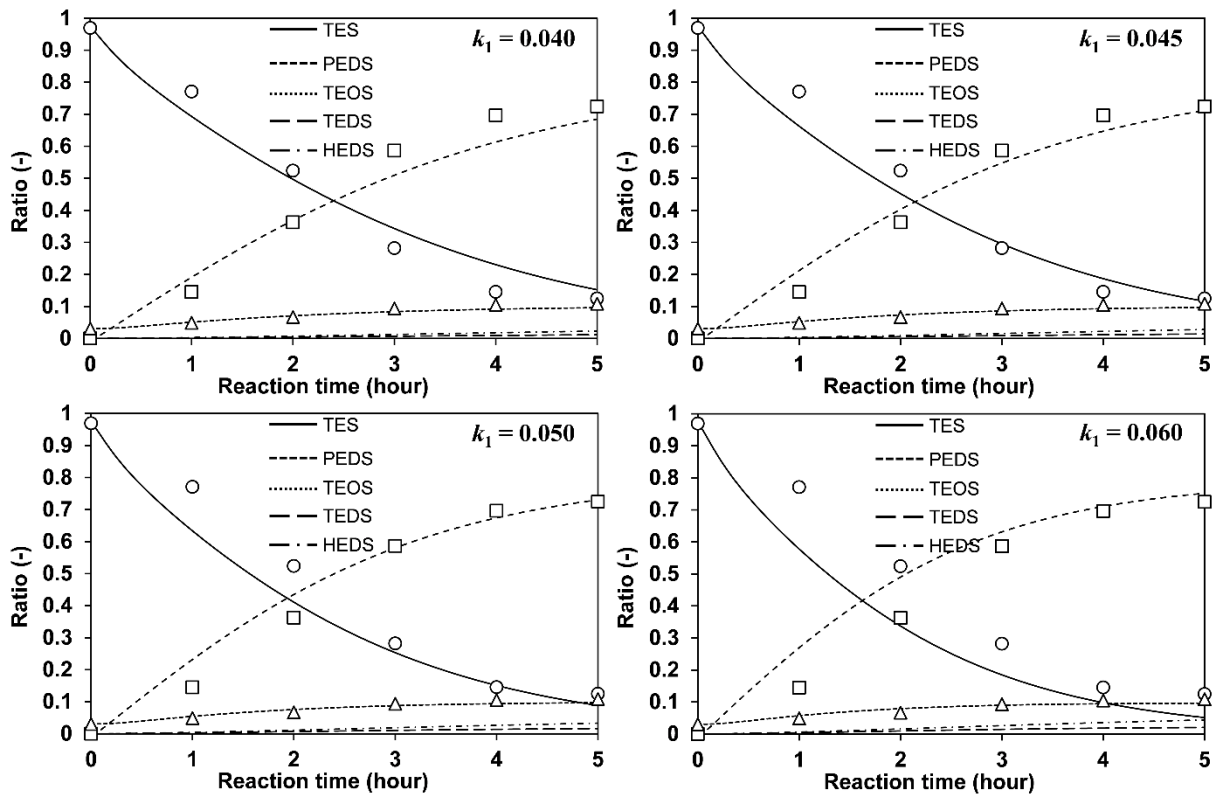 k₁ = 0.040
TES
PEDS
TEOS
TEDS
HEDS
1
0.9
0.8
0.7
0.6
0.5
0.4
0.3
0.2
0.1
0
Ratio (-)
0 1 2 3 4 5
Reaction time (hour)
k₁ = 0.045
TES
PEDS
TEOS
TEDS
HEDS
1
0.9
0.8
0.7
0.6
0.5
0.4
0.3
0.2
0.1
0
Ratio (-)
0 1 2 3 4 5
Reaction time (hour)
k₁ = 0.050
TES
PEDS
TEOS
TEDS
HEDS
1
0.9
0.8
0.7
0.6
0.5
0.4
0.3
0.2
0.1
0
Ratio (-)
0 1 2 3 4 5
Reaction time (hour)
k₁ = 0.060
TES
PEDS
TEOS
TEDS
HEDS
1
0.9
0.8
0.7
0.6
0.5
0.4
0.3
0.2
0.1
0
Ratio (-)
0 1 2 3 4 5
Reaction time (hour)